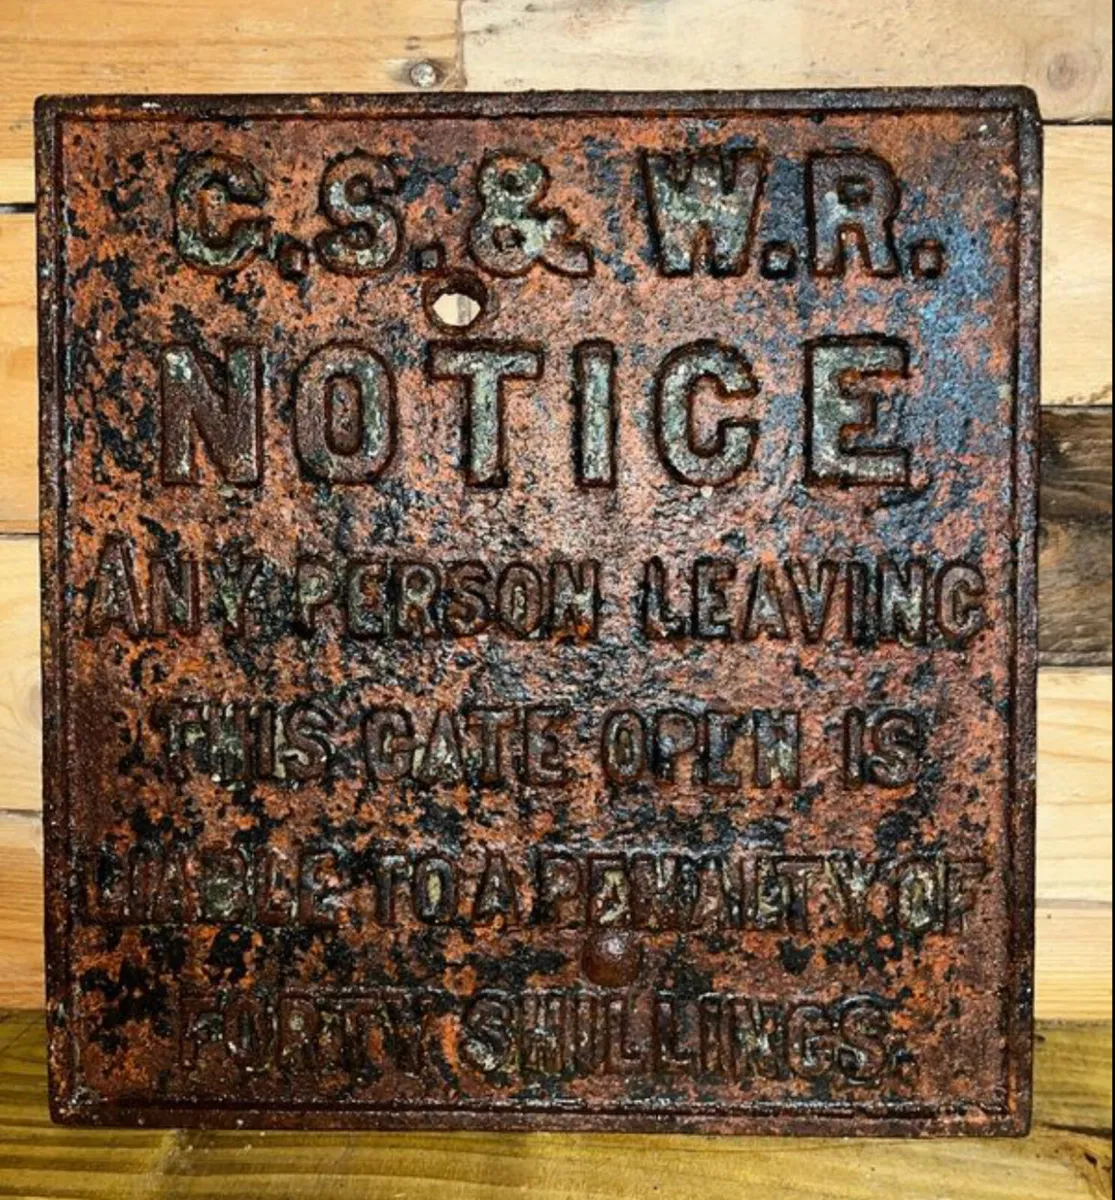 C.S.& W.R.
NOTICE
ANY PERSON LEAVING
THIS GATE OPEN IS
LIABLE TO A PENALTY OF
FORTY SHILLINGS.